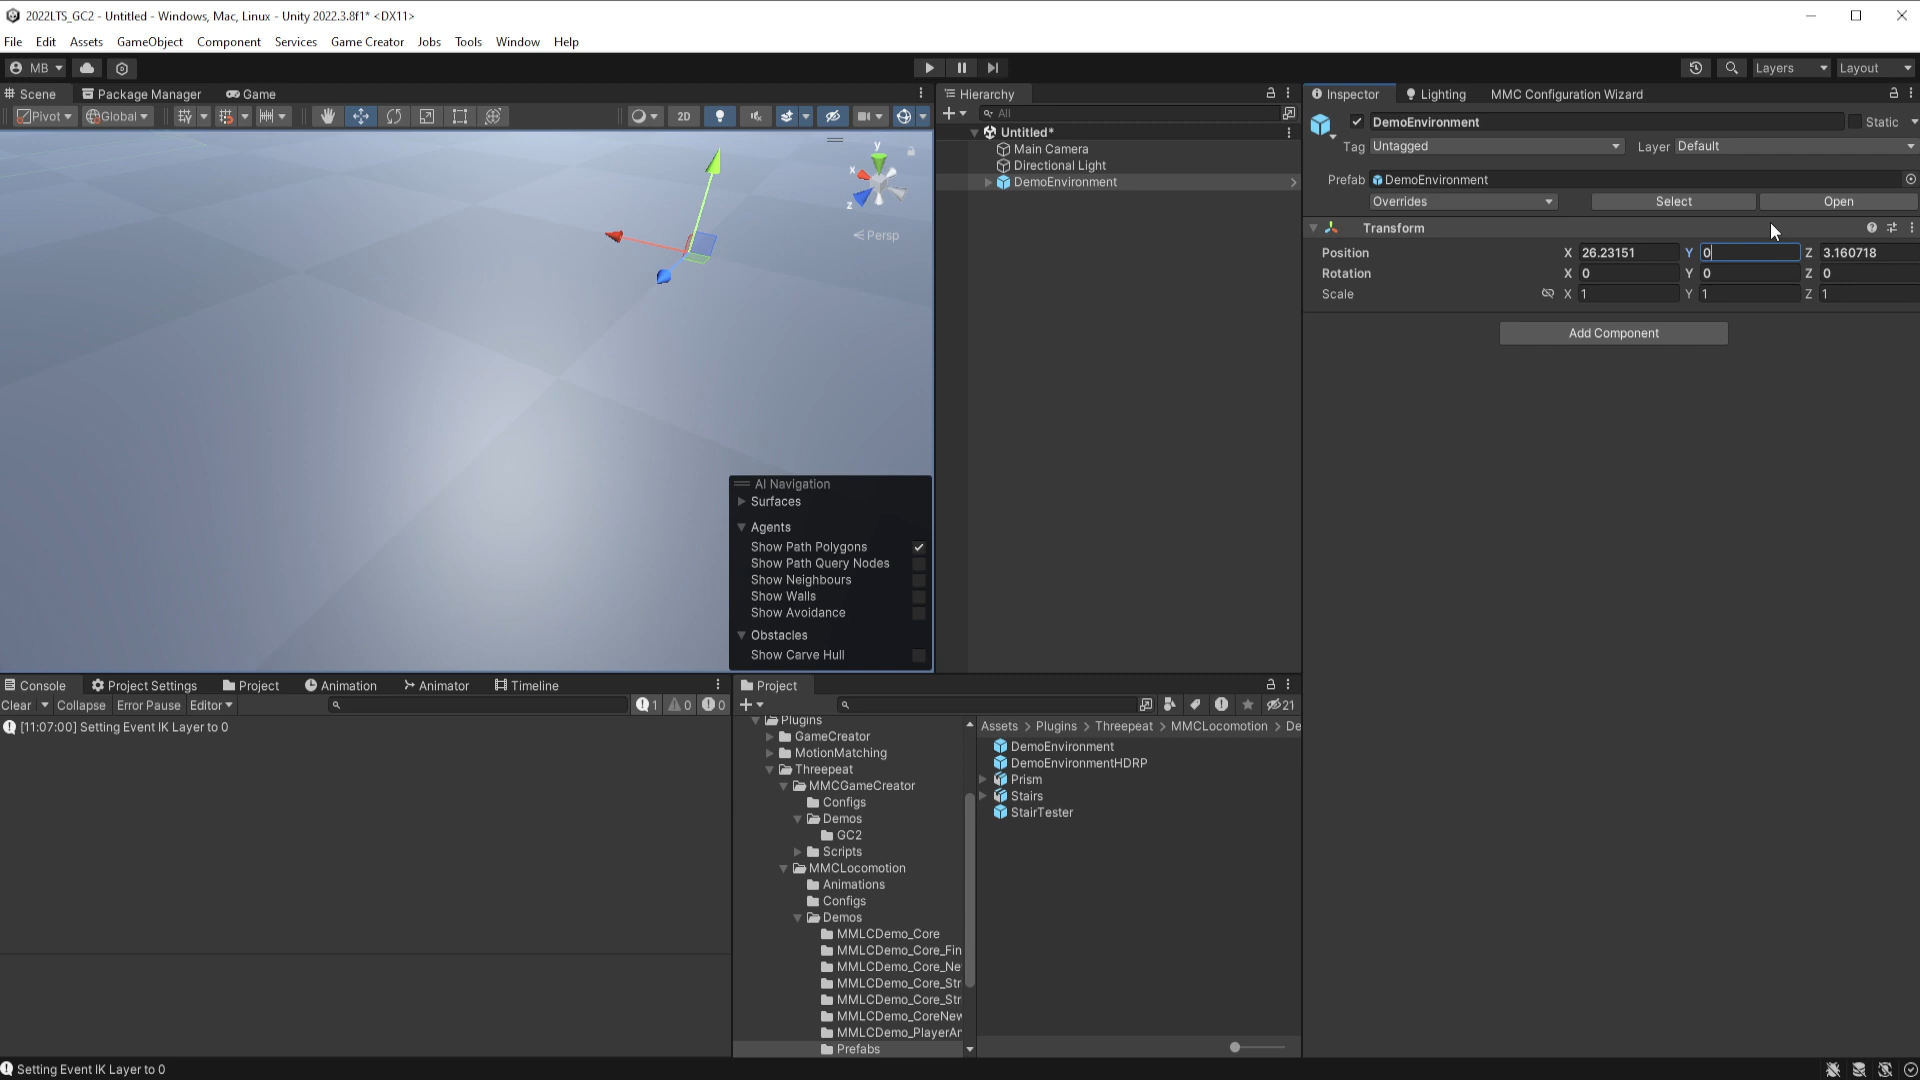 2022LTS_GC2 - Untitled - Windows, Mac, Linux - Unity 2022.3.8f1* <DX11>
File Edit Assets GameObject Component Services Game Creator Jobs Tools Window Help
MB Layers Layout
Scene Package Manager Game
Pivot Global 2D
y
x
z
Persp
AI Navigation
Surfaces
Agents
Show Path Polygons
Show Path Query Nodes
Show Neighbours
Show Walls
Show Avoidance
Obstacles
Show Carve Hull
Hierarchy
All
Untitled*
Main Camera
Directional Light
DemoEnvironment
Inspector Lighting MMC Configuration Wizard
DemoEnvironment Static
Tag Untagged Layer Default
Prefab DemoEnvironment
Overrides Select Open
Transform
Position X 26.23151 Y 0 Z 3.160718
Rotation X 0 Y 0 Z 0
Scale X 1 Y 1 Z 1
Add Component
Console Project Settings Project Animation Animator Timeline
Clear Collapse Error Pause Editor 1 0 0
[11:07:00] Setting Event IK Layer to 0
Project
21
Plugins
GameCreator
MotionMatching
Threepeat
MMCGameCreator
Configs
Demos
GC2
Scripts
MMCLocomotion
Animations
Configs
Demos
MMLCDemo_Core
MMLCDemo_Core_Fin
MMLCDemo_Core_Ne
MMLCDemo_Core_Str
MMLCDemo_Core_Str
MMLCDemo_CoreNew
MMLCDemo_PlayerAr
Prefabs
Assets > Plugins > Threepeat > MMCLocomotion > De
DemoEnvironment
DemoEnvironmentHDRP
Prism
Stairs
StairTester
Setting Event IK Layer to 0